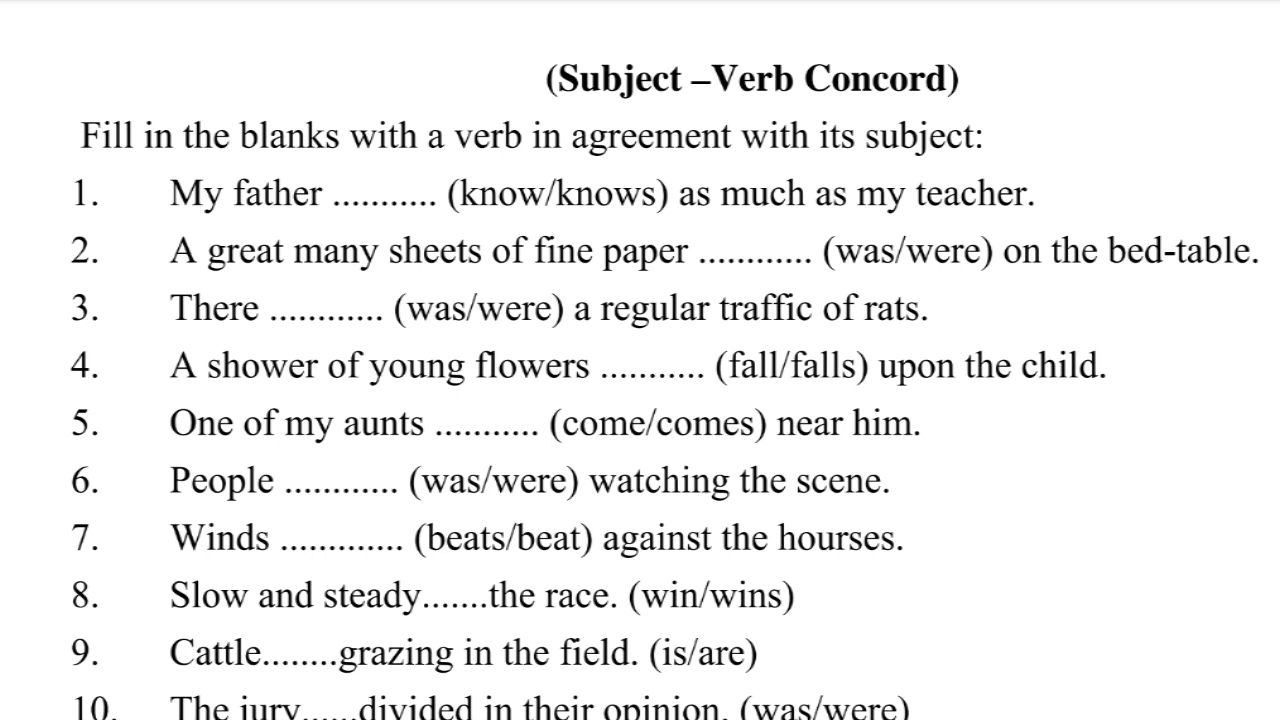 (Subject –Verb Concord)
Fill in the blanks with a verb in agreement with its subject:
1. My father ........... (know/knows) as much as my teacher.
2. A great many sheets of fine paper ............ (was/were) on the bed-table.
3. There ............ (was/were) a regular traffic of rats.
4. A shower of young flowers ........... (fall/falls) upon the child.
5. One of my aunts ........... (come/comes) near him.
6. People ............ (was/were) watching the scene.
7. Winds ............. (beats/beat) against the hourses.
8. Slow and steady.......the race. (win/wins)
9. Cattle........grazing in the field. (is/are)
10. The jury......divided in their opinion. (was/were)